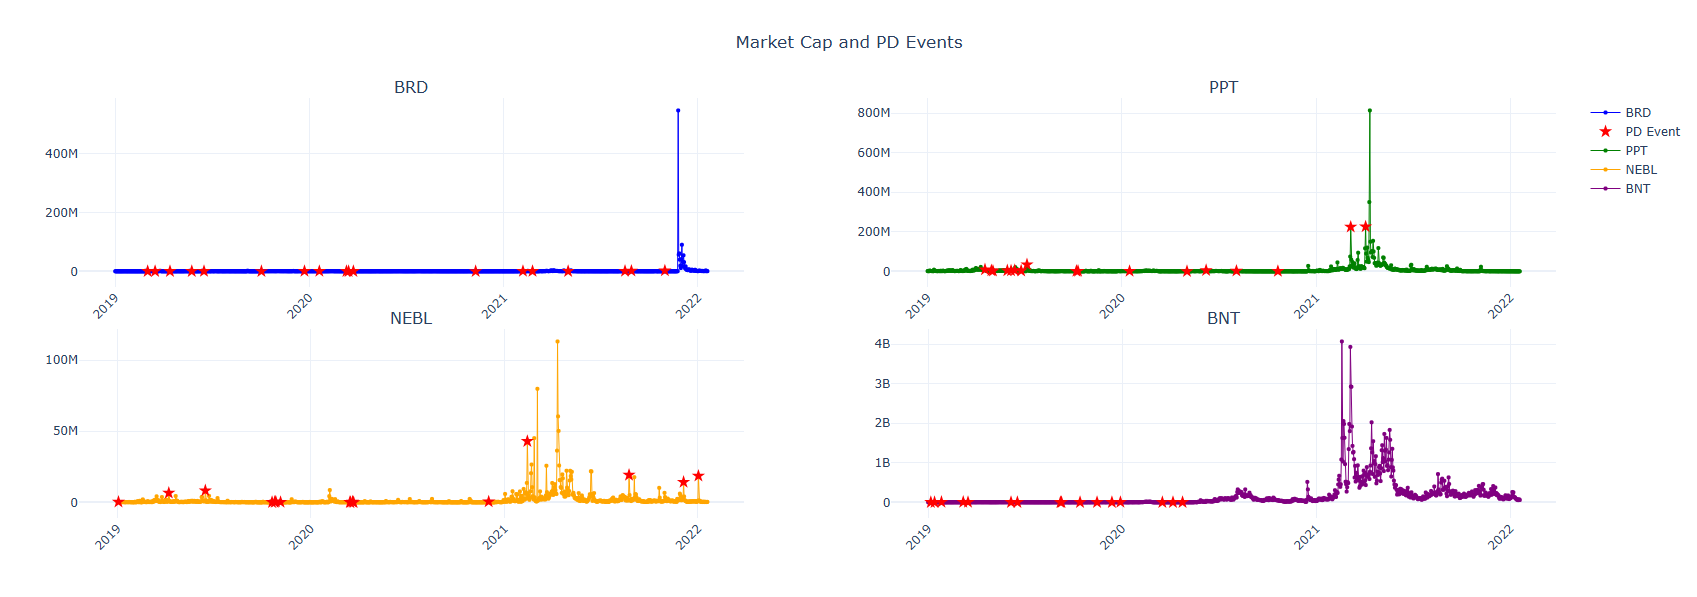 Market Cap and PD Events
BRD
400M
200M
0
2019
2020
2021
2022
PPT
800M
600M
400M
200M
0
2019
2020
2021
2022
BRD
PD Event
PPT
NEBL
BNT
NEBL
100M
50M
0
2019
2020
2021
2022
BNT
4B
3B
2B
1B
0
2019
2020
2021
2022